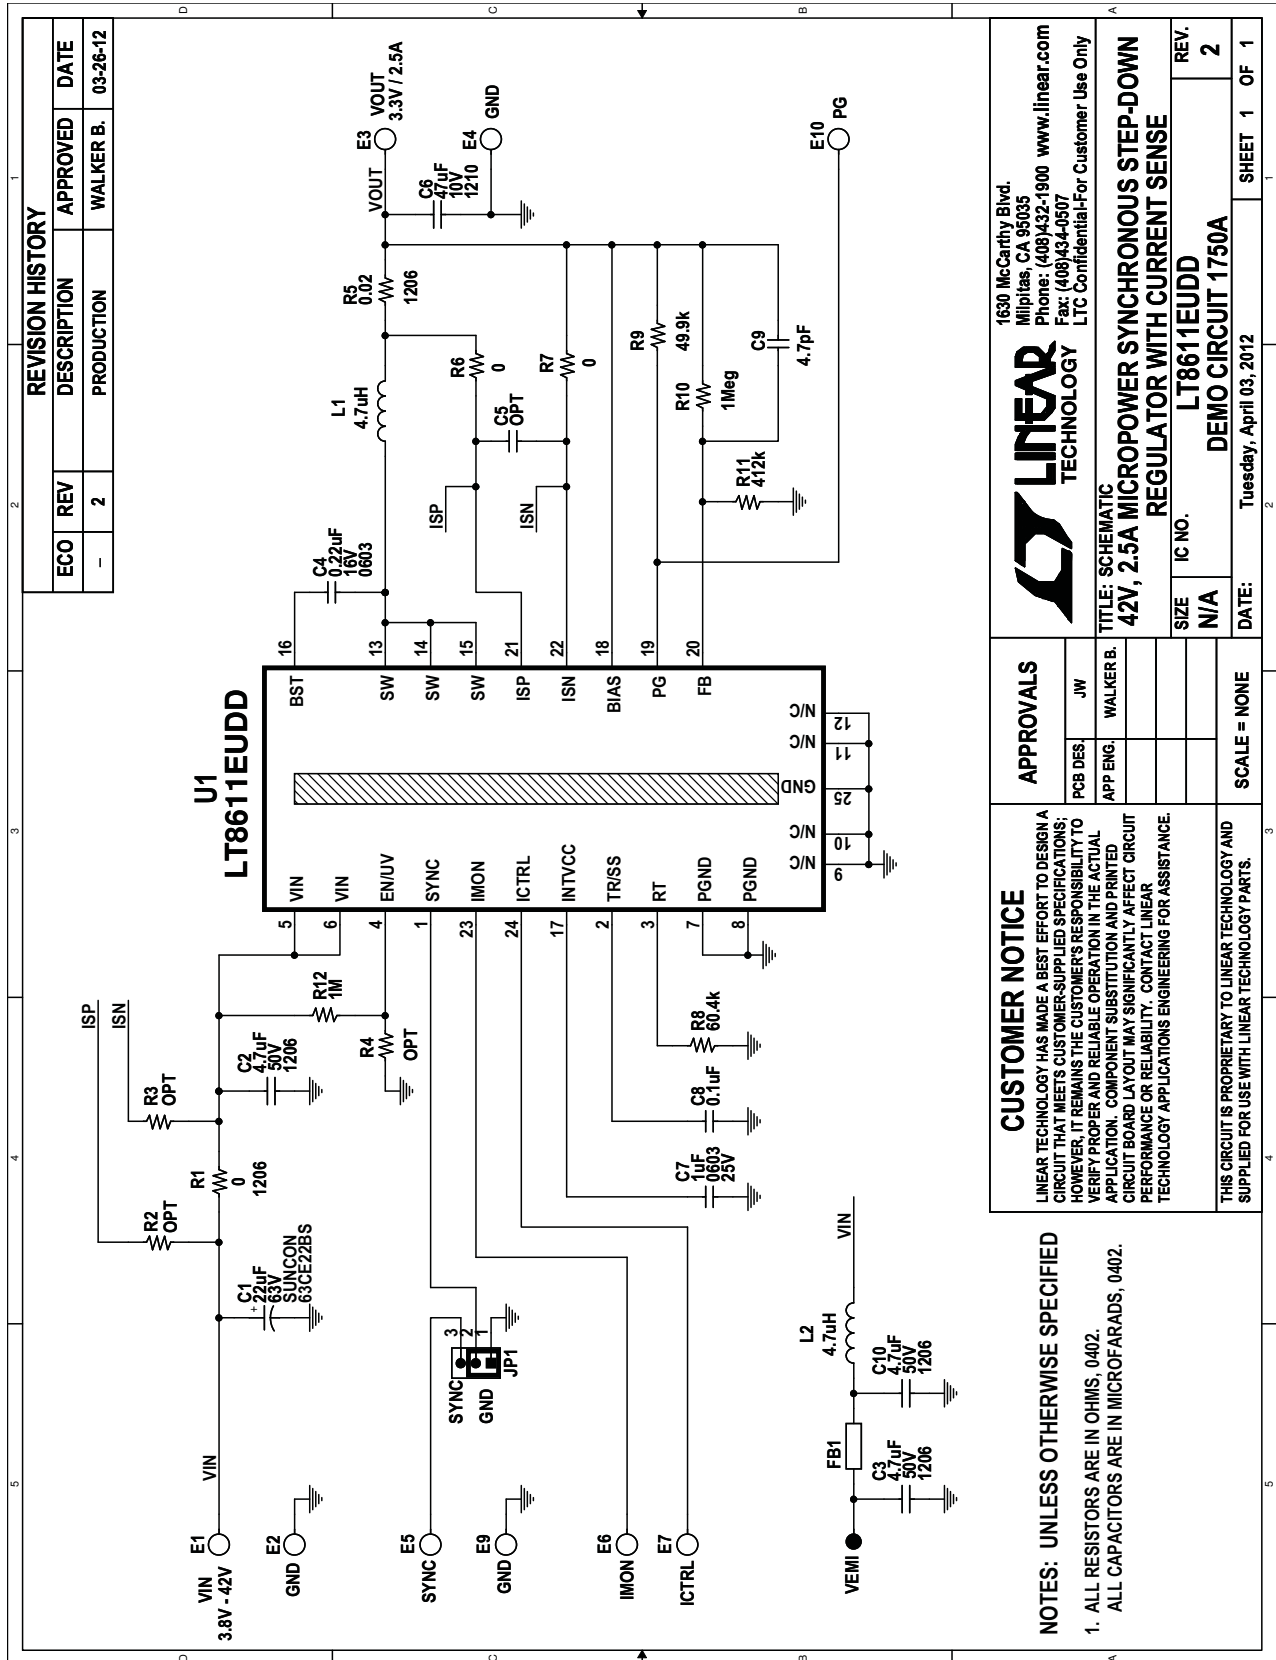 REVISION HISTORY
ECO REV DESCRIPTION APPROVED DATE
– 2 PRODUCTION WALKER B. 03-26-12
5 4 3 2 1
D
C
B
A
VIN
3.8V - 42V
E1
VIN
E2
GND
C1
22uF
63V
SUNCON
63CE22BS
+
R2
OPT
R1
0
1206
R3
OPT
ISP
ISN
C2
4.7uF
50V
1206
R12
1M
R4
OPT
U1
LT8611EUDD
5 VIN
6 VIN
4 EN/UV
1 SYNC
23 IMON
24 ICTRL
17 INTVCC
2 TR/SS
3 RT
7 PGND
8 PGND
BST 16
SW 13
SW 14
SW 15
ISP 21
ISN 22
BIAS 18
PG 19
FB 20
N/C 9
N/C 10
GND 25
N/C 11
N/C 12
C4
0.22uF
16V
0603
L1
4.7uH
R5
0.02
1206
ISP
ISN
C5
OPT
R6
0
R7
0
VOUT
E3
VOUT
3.3V / 2.5A
C6
47uF
10V
1210
E4
GND
R9
49.9k
R10
1Meg
C9
4.7pF
R11
412k
E10
PG
E5
SYNC
E9
GND
SYNC
GND
3
2
1
JP1
E6
IMON
E7
ICTRL
C7
1uF
0603
25V
C8
0.1uF
R8
60.4k
VEMI
FB1
L2
4.7uH
VIN
C3
4.7uF
50V
1206
C10
4.7uF
50V
1206
NOTES: UNLESS OTHERWISE SPECIFIED
1. ALL RESISTORS ARE IN OHMS, 0402.
ALL CAPACITORS ARE IN MICROFARADS, 0402.
CUSTOMER NOTICE
LINEAR TECHNOLOGY HAS MADE A BEST EFFORT TO DESIGN A
CIRCUIT THAT MEETS CUSTOMER-SUPPLIED SPECIFICATIONS;
HOWEVER, IT REMAINS THE CUSTOMER'S RESPONSIBILITY TO
VERIFY PROPER AND RELIABLE OPERATION IN THE ACTUAL
APPLICATION. COMPONENT SUBSTITUTION AND PRINTED
CIRCUIT BOARD LAYOUT MAY SIGNIFICANTLY AFFECT CIRCUIT
PERFORMANCE OR RELIABILITY. CONTACT LINEAR
TECHNOLOGY APPLICATIONS ENGINEERING FOR ASSISTANCE.
THIS CIRCUIT IS PROPRIETARY TO LINEAR TECHNOLOGY AND
SUPPLIED FOR USE WITH LINEAR TECHNOLOGY PARTS.
APPROVALS
PCB DES. JW
APP ENG. WALKER B.
SCALE = NONE
LINEAR
TECHNOLOGY
1630 McCarthy Blvd.
Milpitas, CA 95035
Phone: (408)432-1900 www.linear.com
Fax: (408)434-0507
LTC Confidential-For Customer Use Only
TITLE: SCHEMATIC
42V, 2.5A MICROPOWER SYNCHRONOUS STEP-DOWN
REGULATOR WITH CURRENT SENSE
SIZE
N/A
IC NO.
LT8611EUDD
DEMO CIRCUIT 1750A
REV.
2
DATE: Tuesday, April 03, 2012 SHEET 1 OF 1
5 4 3 2 1
D
C
B
A